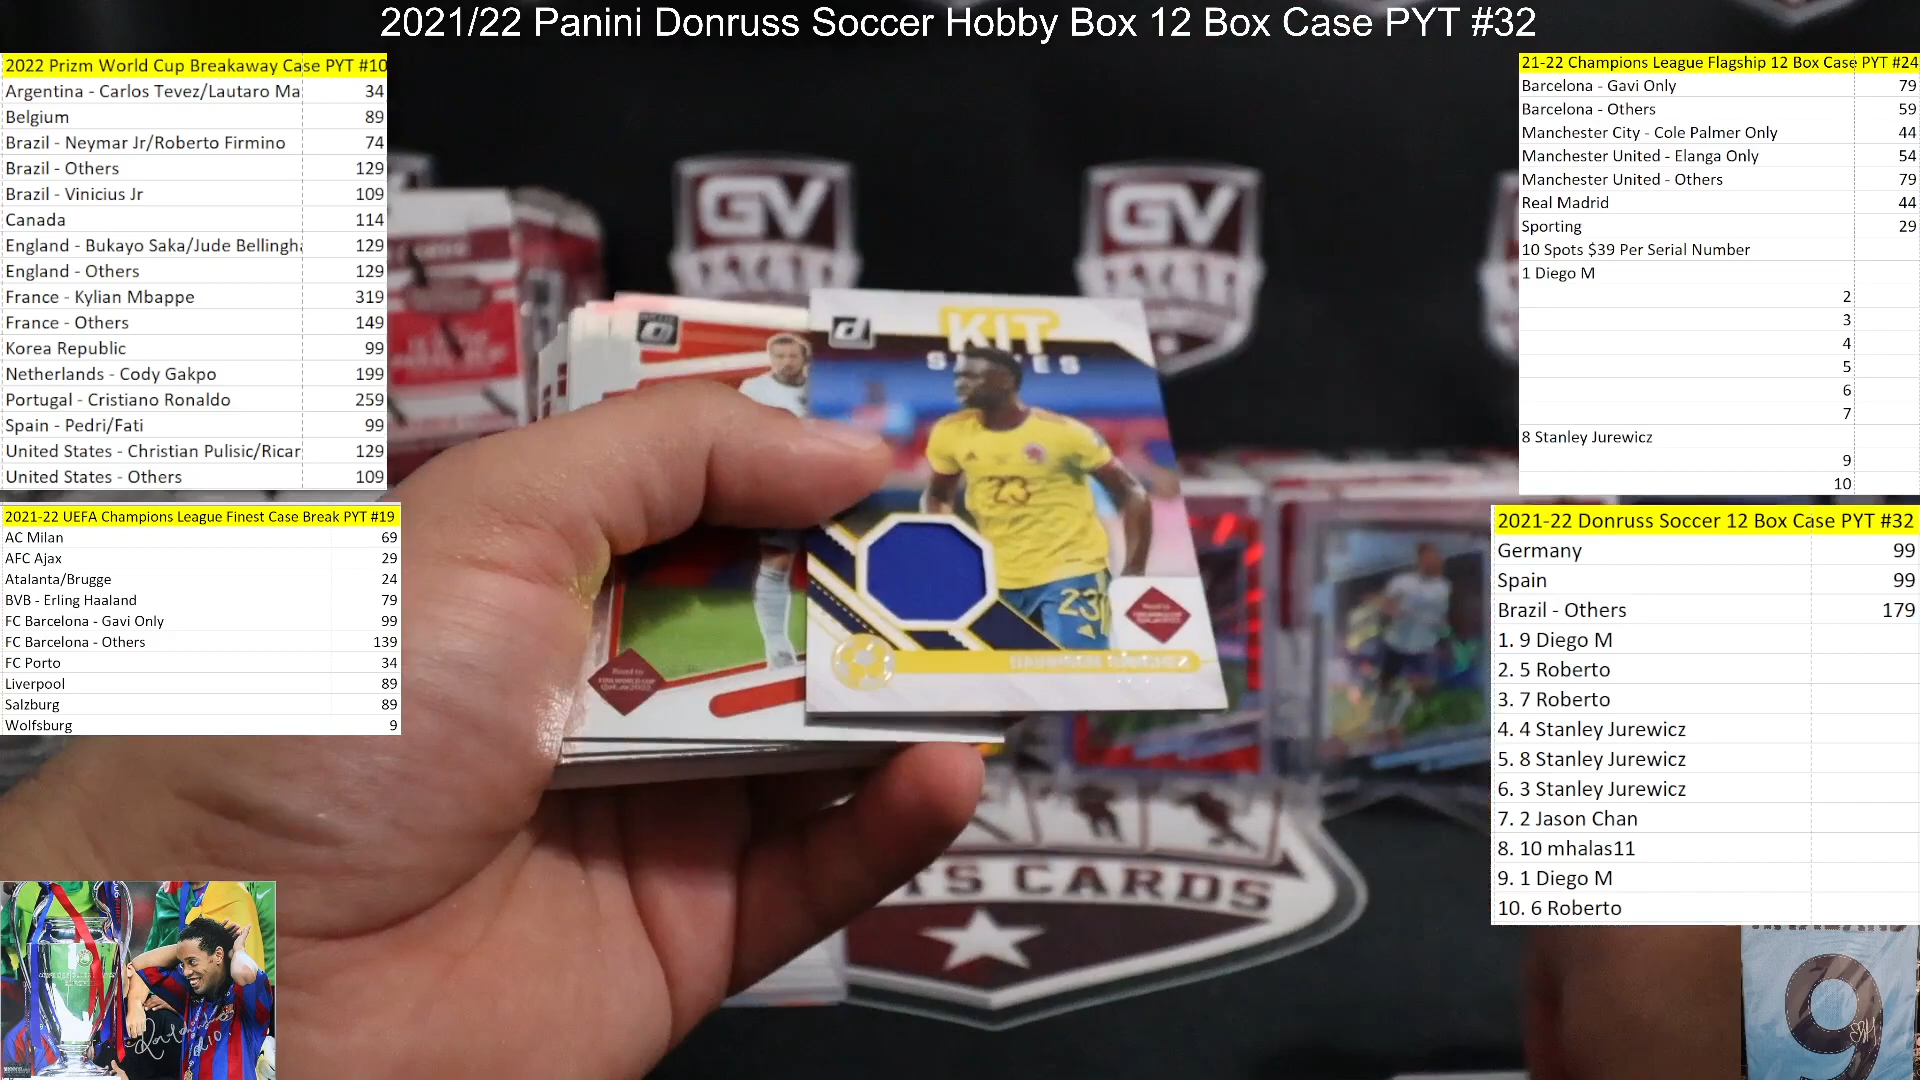 2021/22 Panini Donruss Soccer Hobby Box 12 Box Case PYT #32
2022 Prizm World Cup Breakaway Case PYT #10
Argentina - Carlos Tevez/Lautaro Ma 34
Belgium 89
Brazil - Neymar Jr/Roberto Firmino 74
Brazil - Others 129
Brazil - Vinicius Jr 109
Canada 114
England - Bukayo Saka/Jude Bellingh 129
England - Others 129
France - Kylian Mbappe 319
France - Others 149
Korea Republic 99
Netherlands - Cody Gakpo 199
Portugal - Cristiano Ronaldo 259
Spain - Pedri/Fati 99
United States - Christian Pulisic/Ricar 129
United States - Others 109
2021-22 UEFA Champions League Finest Case Break PYT #19
AC Milan 69
AFC Ajax 29
Atalanta/Brugge 24
BVB - Erling Haaland 79
FC Barcelona - Gavi Only 99
FC Barcelona - Others 139
FC Porto 34
Liverpool 89
Salzburg 89
Wolfsburg 9
21-22 Champions League Flagship 12 Box Case PYT #24
Barcelona - Gavi Only 79
Barcelona - Others 59
Manchester City - Cole Palmer Only 44
Manchester United - Elanga Only 54
Manchester United - Others 79
Real Madrid 44
Sporting 29
10 Spots $39 Per Serial Number
1 Diego M
2
3
4
5
6
7
8 Stanley Jurewicz
9
10
2021-22 Donruss Soccer 12 Box Case PYT #32
Germany 99
Spain 99
Brazil - Others 179
1. 9 Diego M
2. 5 Roberto
3. 7 Roberto
4. 4 Stanley Jurewicz
5. 8 Stanley Jurewicz
6. 3 Stanley Jurewicz
7. 2 Jason Chan
8. 10 mhalas11
9. 1 Diego M
10. 6 Roberto
GV
GV
d
KIT
23
23
Road to
TS CARDS
9